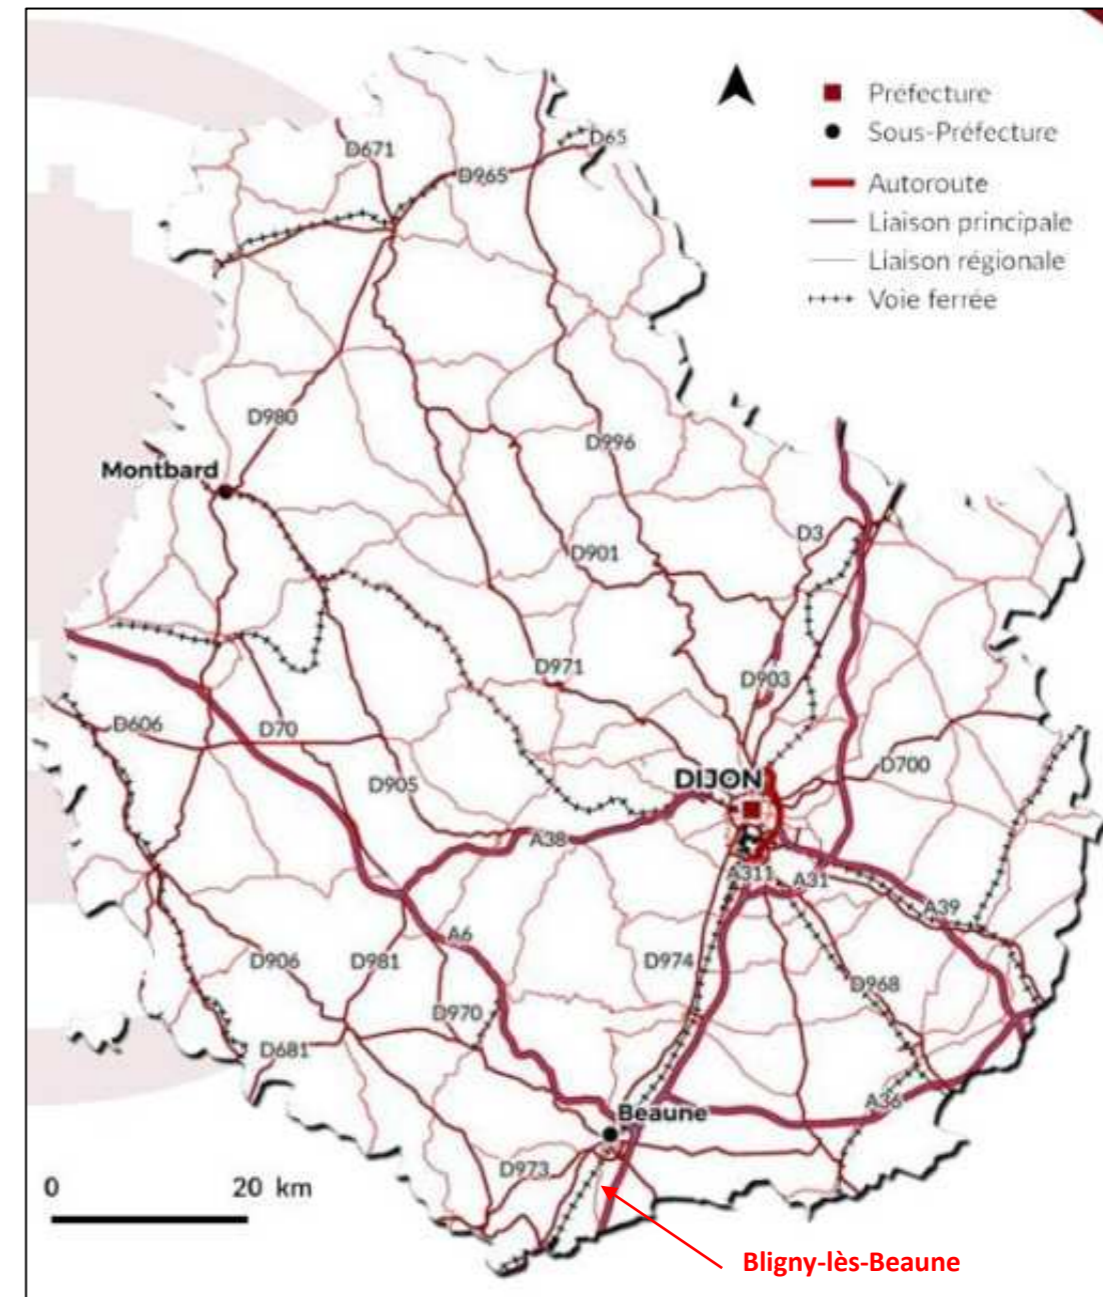 Préfecture
Sous-Préfecture
Autoroute
Liaison principale
Liaison régionale
Voie ferrée
D671
D965
D65
D980
D996
Montbard
D901
D3
D971
D903
D606
D70
D905
DIJON
D700
A38
A311
A31
A39
A6
D906
D981
D974
D968
D970
D681
A36
Beaune
D973
0 20 km
Bligny-lès-Beaune